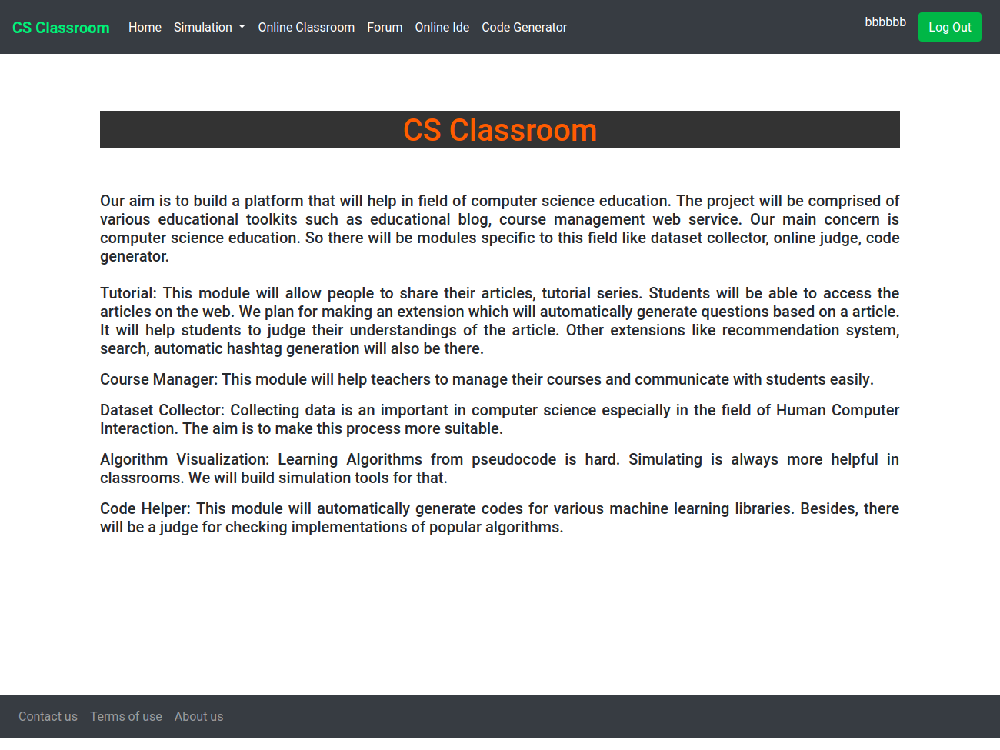 CS Classroom Home Simulation Online Classroom Forum Online Ide Code Generator bbbbbb Log Out
CS Classroom
Our aim is to build a platform that will help in field of computer science education. The project will be comprised of
various educational toolkits such as educational blog, course management web service. Our main concern is
computer science education. So there will be modules specific to this field like dataset collector, online judge, code
generator.
Tutorial: This module will allow people to share their articles, tutorial series. Students will be able to access the
articles on the web. We plan for making an extension which will automatically generate questions based on a article.
It will help students to judge their understandings of the article. Other extensions like recommendation system,
search, automatic hashtag generation will also be there.
Course Manager: This module will help teachers to manage their courses and communicate with students easily.
Dataset Collector: Collecting data is an important in computer science especially in the field of Human Computer
Interaction. The aim is to make this process more suitable.
Algorithm Visualization: Learning Algorithms from pseudocode is hard. Simulating is always more helpful in
classrooms. We will build simulation tools for that.
Code Helper: This module will automatically generate codes for various machine learning libraries. Besides, there
will be a judge for checking implementations of popular algorithms.
Contact us Terms of use About us